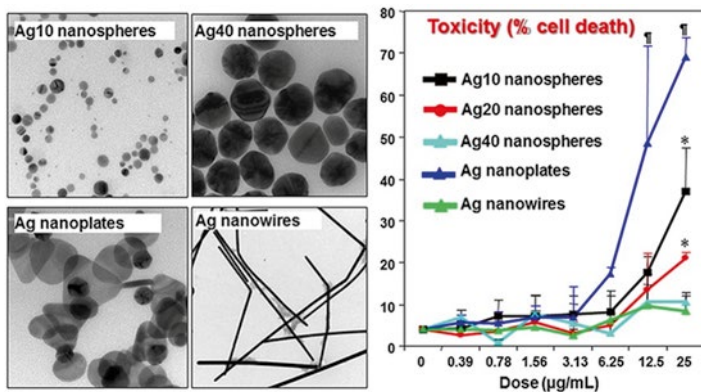 Ag10 nanospheres
Ag40 nanospheres
Ag nanoplates
Ag nanowires
Toxicity (% cell death)
80
70
60
50
40
30
20
10
0
Ag10 nanospheres
Ag20 nanospheres
Ag40 nanospheres
Ag nanoplates
Ag nanowires
¶
¶
*
*
0 0.39 0.78 1.56 3.13 6.25 12.5 25
Dose (µg/mL)